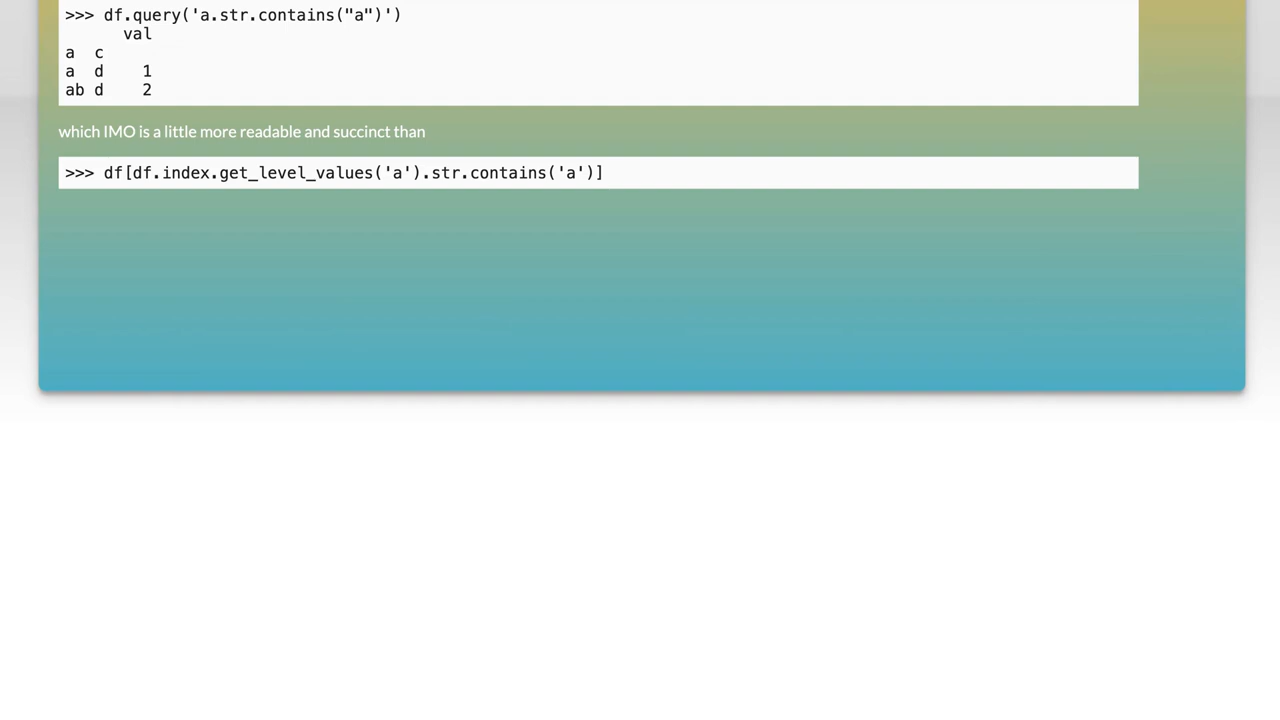 >>> df.query('a.str.contains("a")')
      val
a  c
a  d    1
ab d    2
which IMO is a little more readable and succinct than
>>> df[df.index.get_level_values('a').str.contains('a')]